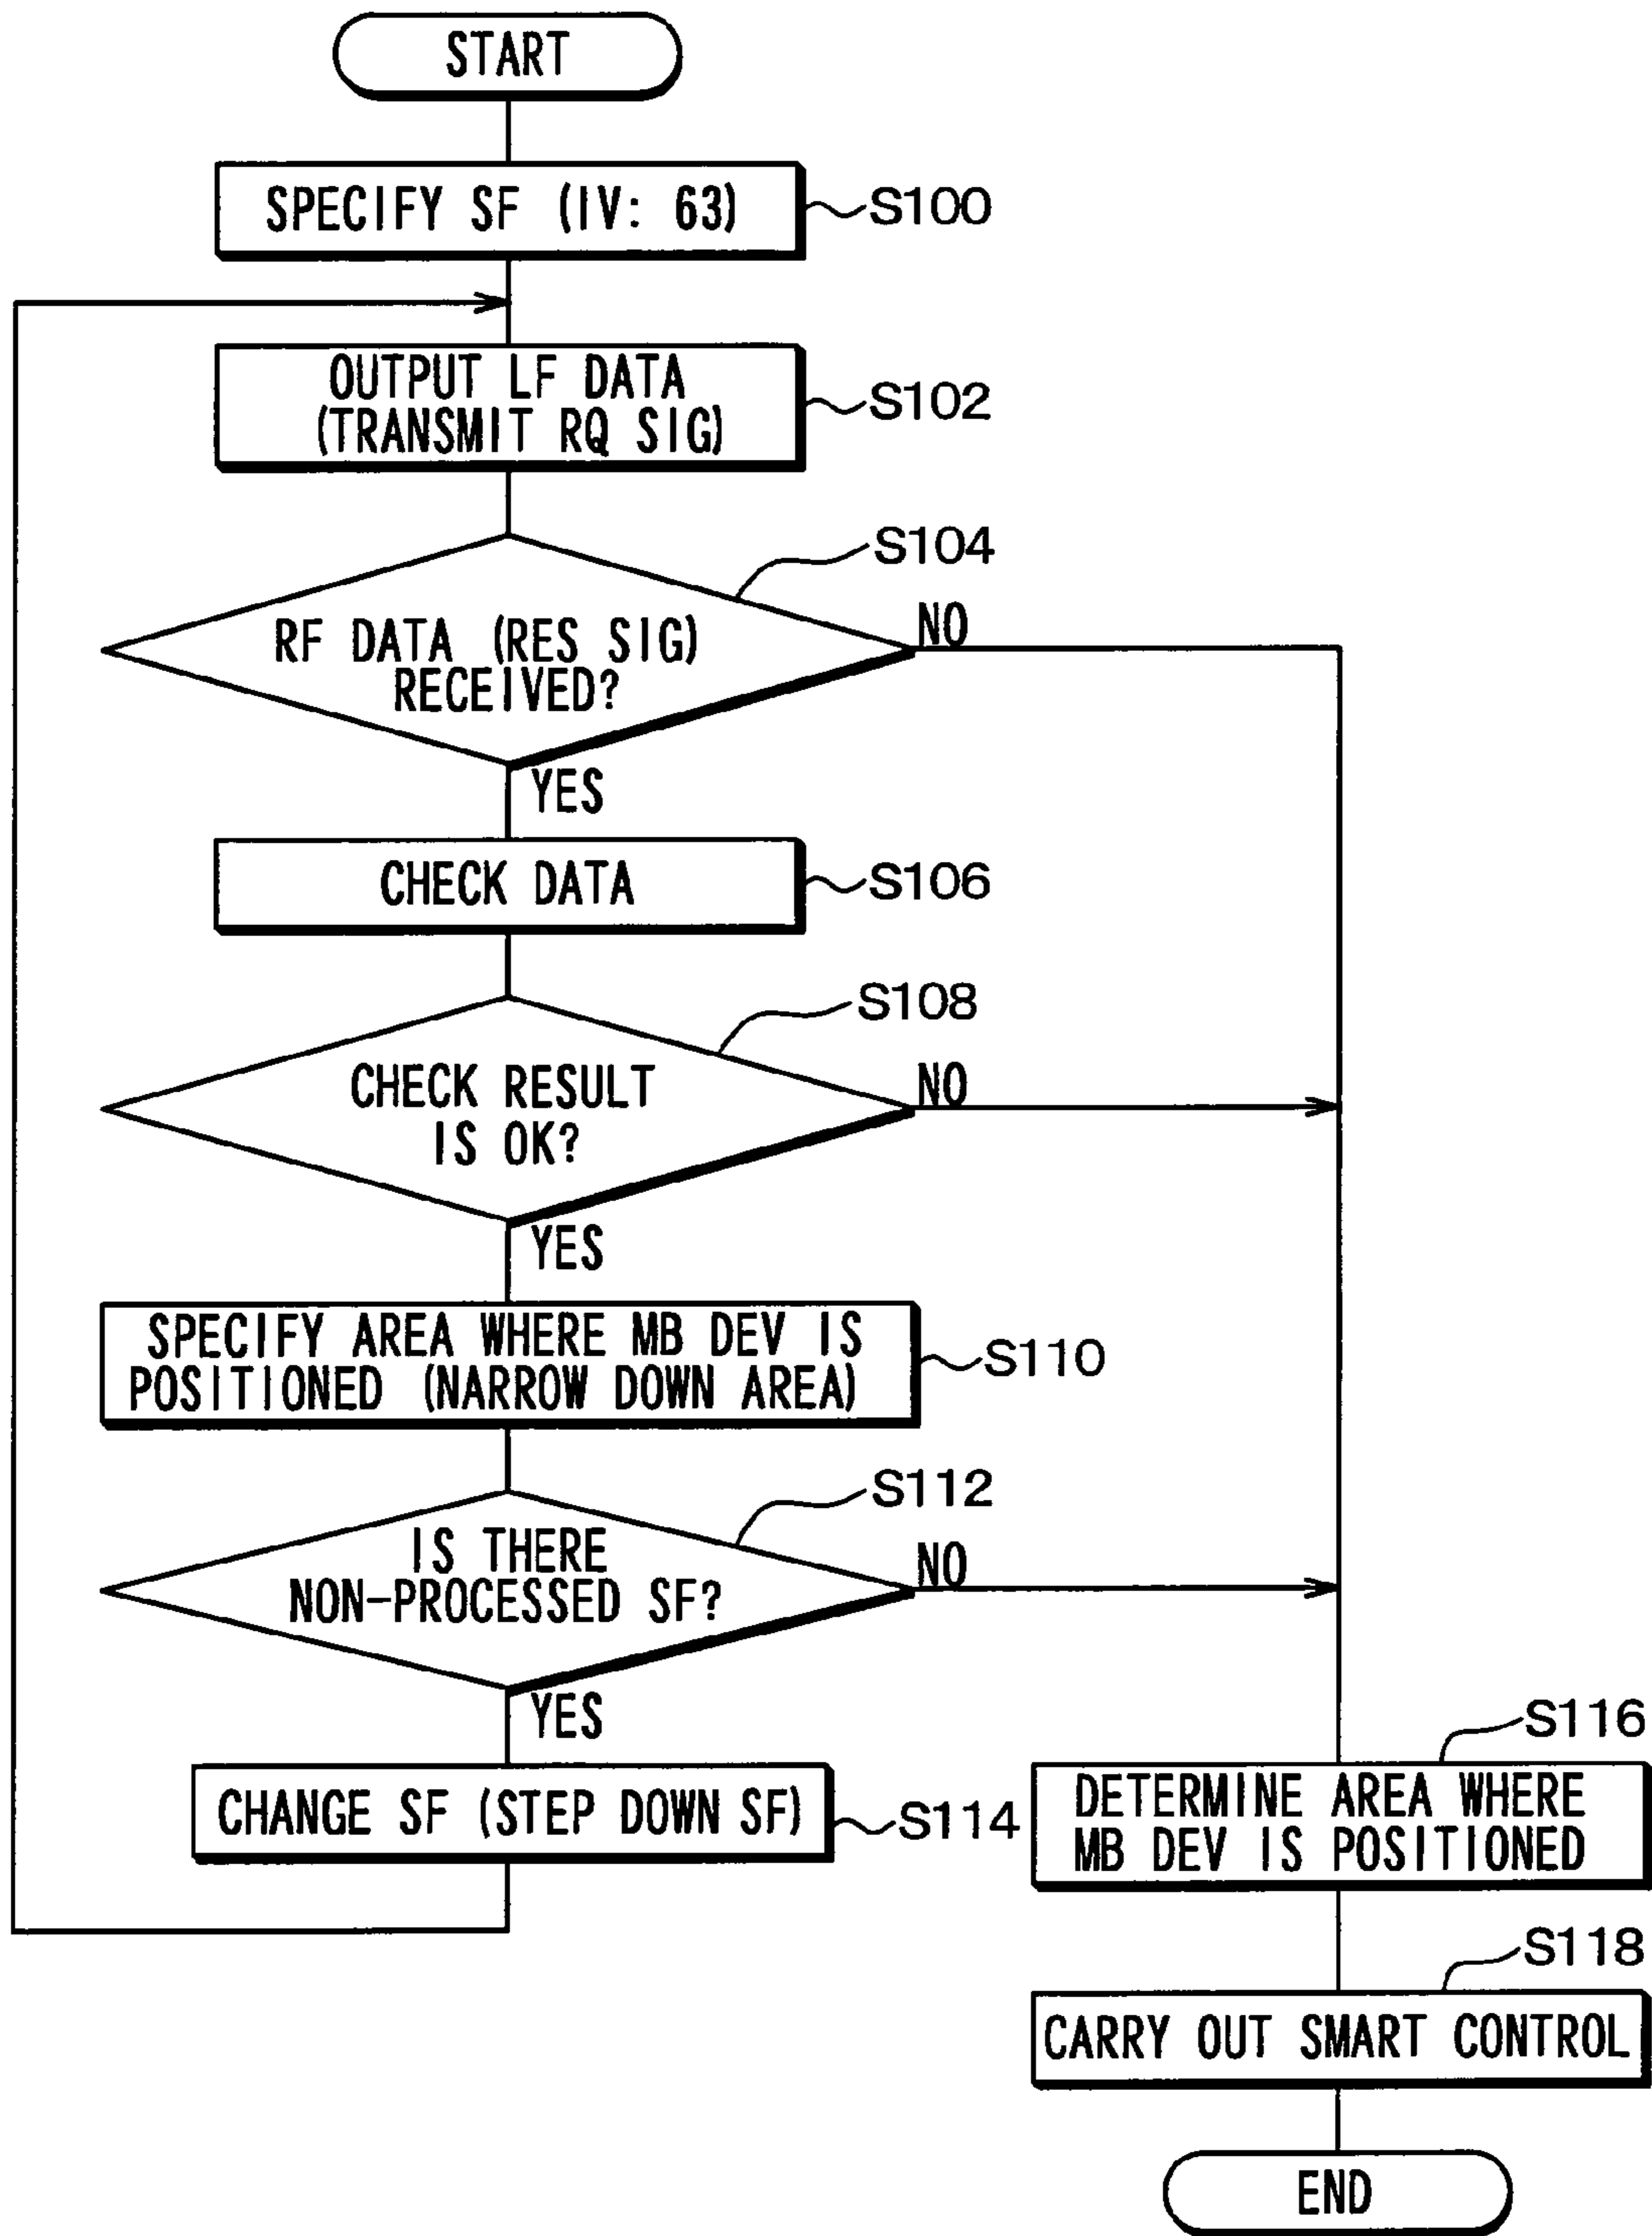 START
SPECIFY SF (IV: 63)
S100
OUTPUT LF DATA
(TRANSMIT RQ SIG)
S102
S104
RF DATA (RES SIG)
RECEIVED?
NO
YES
CHECK DATA
S106
S108
CHECK RESULT
IS OK?
NO
YES
SPECIFY AREA WHERE MB DEV IS
POSITIONED (NARROW DOWN AREA)
S110
S112
IS THERE
NON-PROCESSED SF?
NO
YES
CHANGE SF (STEP DOWN SF)
S114
S116
DETERMINE AREA WHERE
MB DEV IS POSITIONED
S118
CARRY OUT SMART CONTROL
END